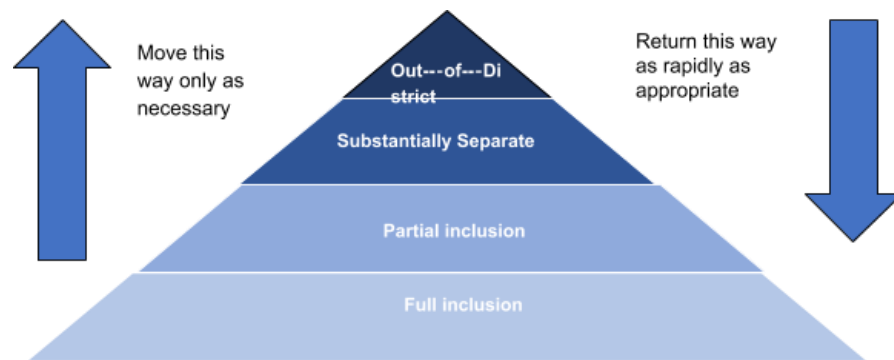 Move this
way only as
necessary
Out---of---Di
strict
Return this way
as rapidly as
appropriate
Substantially Separate
Partial inclusion
Full inclusion